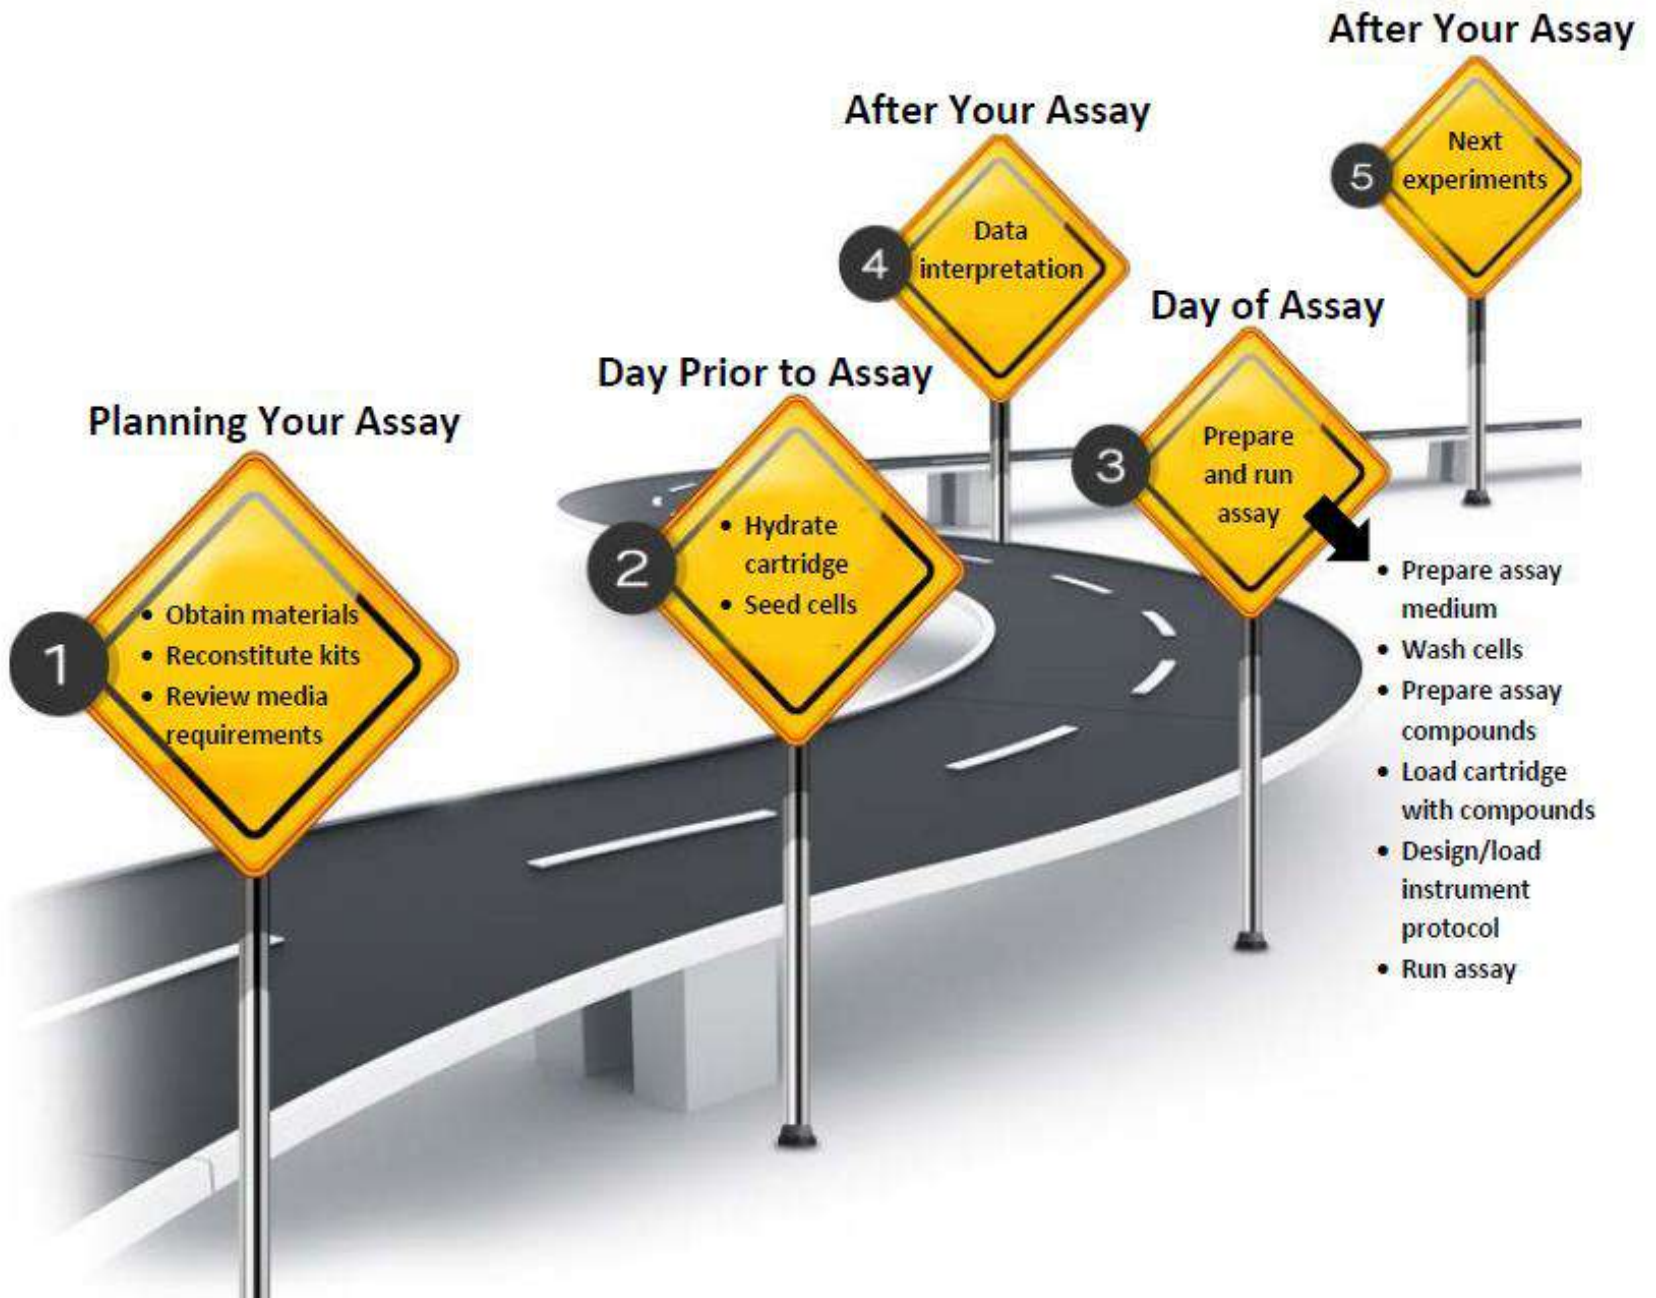 Planning Your Assay
1
• Obtain materials
• Reconstitute kits
• Review media
requirements
Day Prior to Assay
2
• Hydrate
cartridge
• Seed cells
Day of Assay
3
Prepare
and run
assay
• Prepare assay
medium
• Wash cells
• Prepare assay
compounds
• Load cartridge
with compounds
• Design/load
instrument
protocol
• Run assay
After Your Assay
4
Data
interpretation
After Your Assay
5
Next
experiments